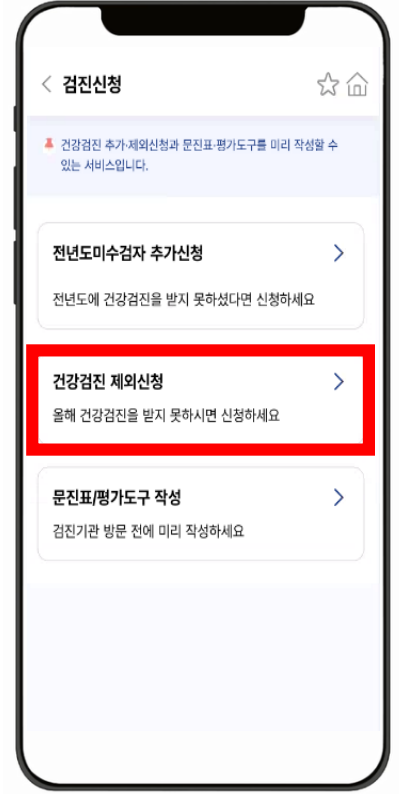 검진신청
건강검진 추가·제외신청과 문진표·평가도구를 미리 작성할 수
있는 서비스입니다.
전년도미수검자 추가신청
전년도에 건강검진을 받지 못하셨다면 신청하세요
건강검진 제외신청
올해 건강검진을 받지 못하시면 신청하세요
문진표/평가도구 작성
검진기관 방문 전에 미리 작성하세요